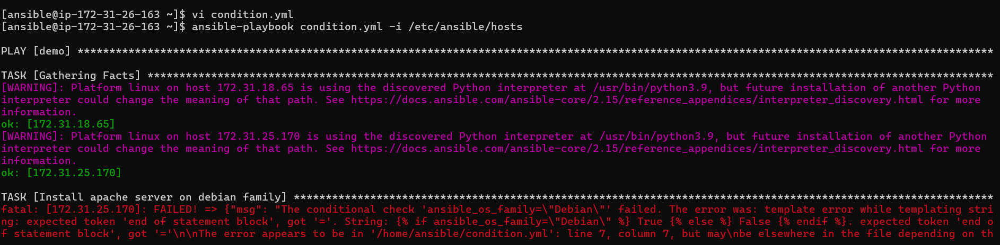 [ansible@ip-172-31-26-163 ~]$ vi condition.yml
[ansible@ip-172-31-26-163 ~]$ ansible-playbook condition.yml -i /etc/ansible/hosts
PLAY [demo] ************************************************************************************************************************************************
TASK [Gathering Facts] *************************************************************************************************************************************
[WARNING]: Platform linux on host 172.31.18.65 is using the discovered Python interpreter at /usr/bin/python3.9, but future installation of another Python
interpreter could change the meaning of that path. See https://docs.ansible.com/ansible-core/2.15/reference_appendices/interpreter_discovery.html for more
information.
ok: [172.31.18.65]
[WARNING]: Platform linux on host 172.31.25.170 is using the discovered Python interpreter at /usr/bin/python3.9, but future installation of another Python
interpreter could change the meaning of that path. See https://docs.ansible.com/ansible-core/2.15/reference_appendices/interpreter_discovery.html for more
information.
ok: [172.31.25.170]
TASK [Install apache server on debian family] **************************************************************************************************************
fatal: [172.31.25.170]: FAILED! => {"msg": "The conditional check 'ansible_os_family=\"Debian\"' failed. The error was: template error while templating stri
ng: expected token 'end of statement block', got '='. String: {% if ansible_os_family=\"Debian\" %} True {% else %} False {% endif %}. expected token 'end o
f statement block', got '='\n\nThe error appears to be in '/home/ansible/condition.yml': line 7, column 7, but may\nbe elsewhere in the file depending on th